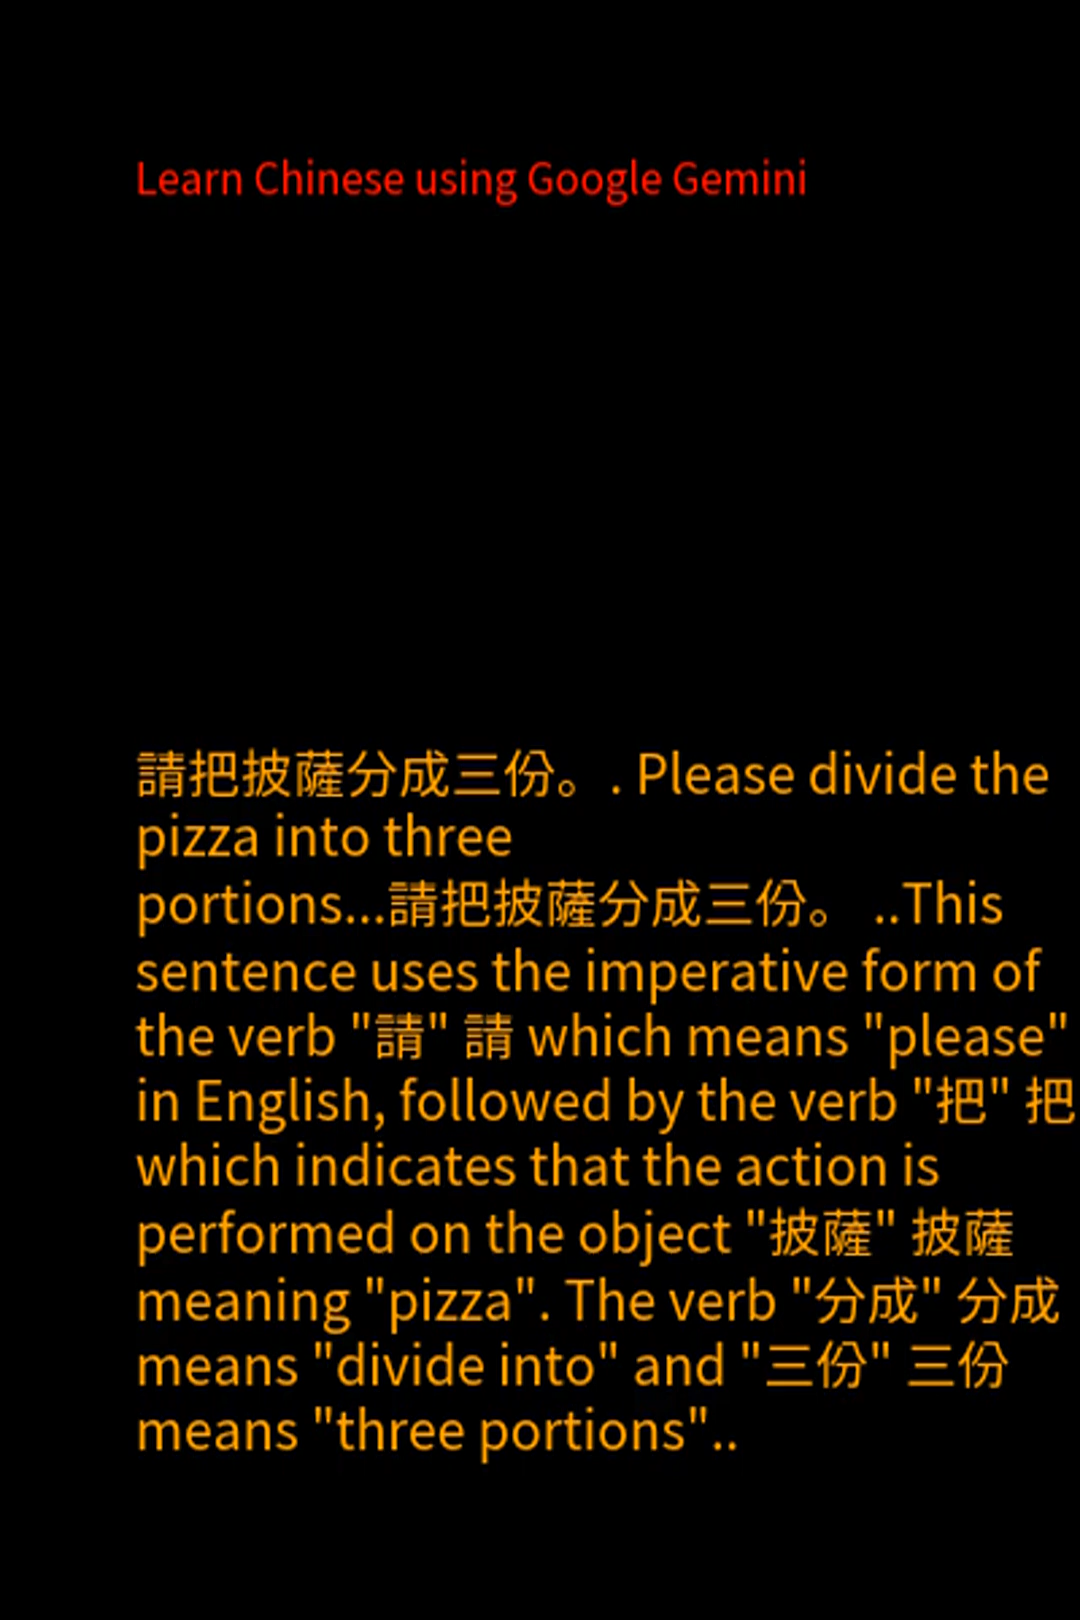 Learn Chinese using Google Gemini
請把披薩分成三份。. Please divide the
pizza into three
portions...請把披薩分成三份。 ..This
sentence uses the imperative form of
the verb "請" 請 which means "please"
in English, followed by the verb "把" 把
which indicates that the action is
performed on the object "披薩" 披薩
meaning "pizza". The verb "分成" 分成
means "divide into" and "三份" 三份
means "three portions"..